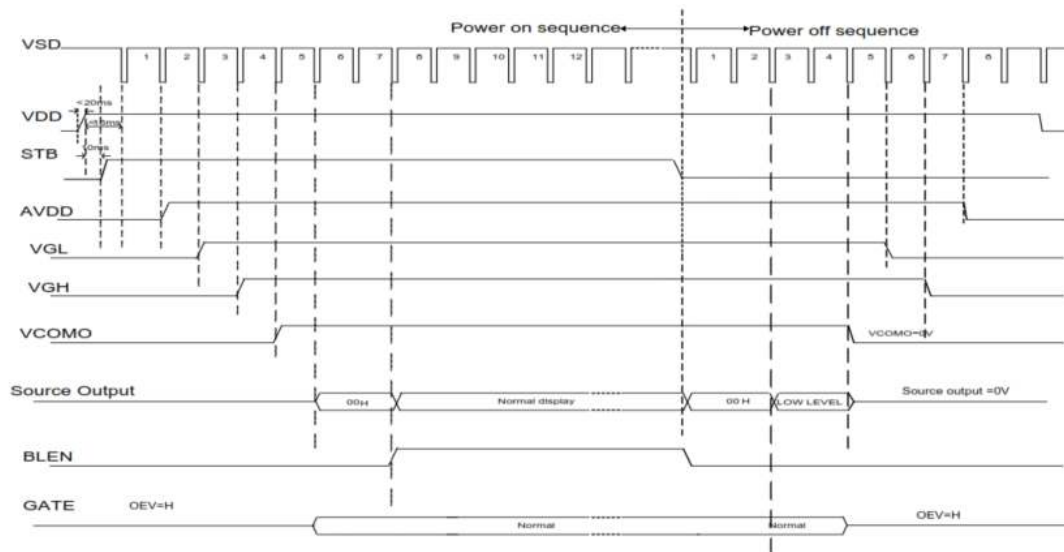 Power on sequence
Power off sequence
VSD
1 2 3 4 5 6 7 8 9 10 11 12 1 2 3 4 5 6 7 8
<20ms
VDD
0ms
STB
AVDD
VGL
VGH
VCOMO
VCOMO=0V
Source Output
00H
Normal display
00 H
LOW LEVEL
Source output =0V
BLEN
GATE
OEV=H
Normal
Normal
OEV=H